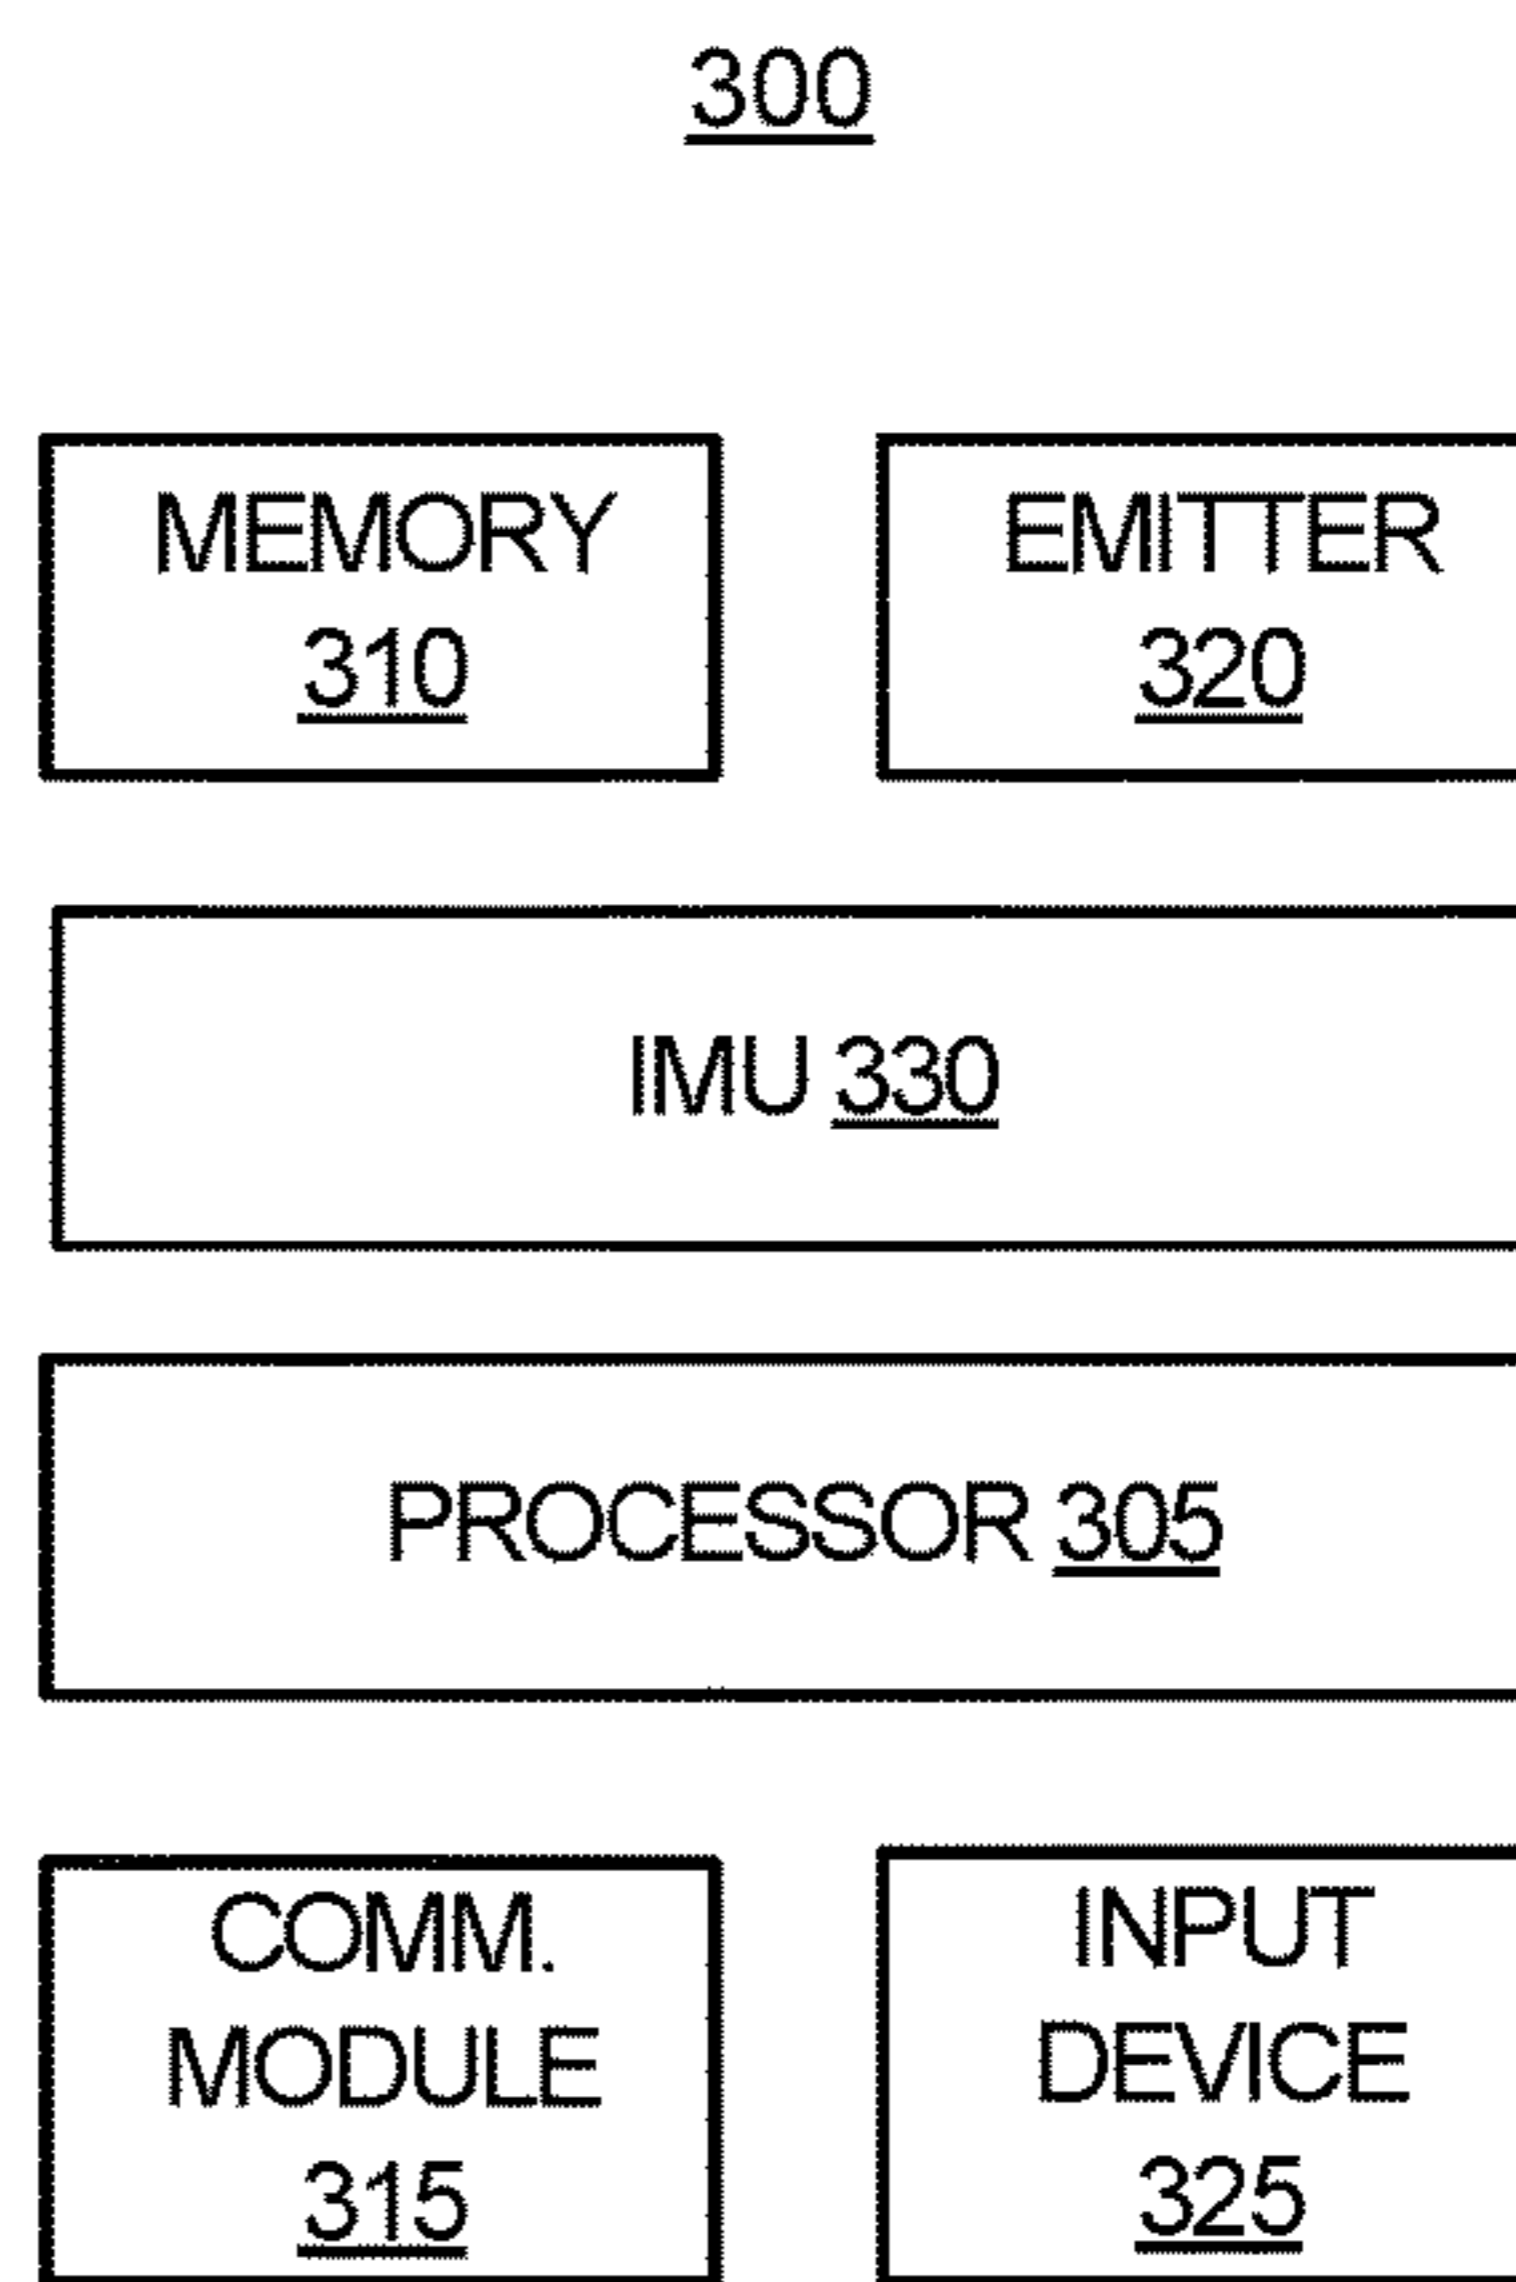 300
MEMORY
310
EMITTER
320
IMU 330
PROCESSOR 305
COMM.
MODULE
315
INPUT
DEVICE
325